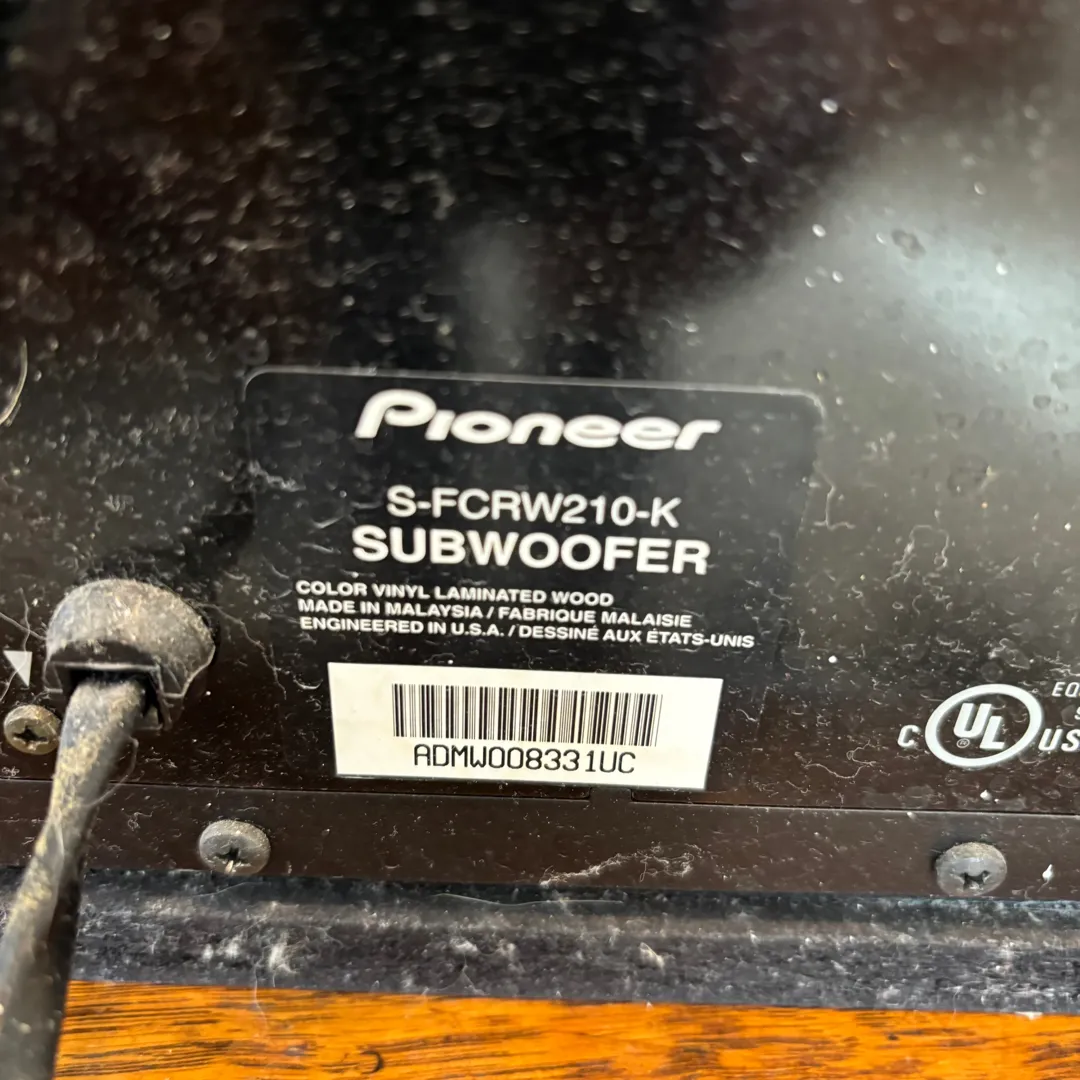 Pioneer
S-FCRW210-K
SUBWOOFER
COLOR VINYL LAMINATED WOOD
MADE IN MALAYSIA / FABRIQUE MALAISIE
ENGINEERED IN U.S.A. / DESSINÉ AUX ÉTATS-UNIS
ADMW008331UC
C UL ® US